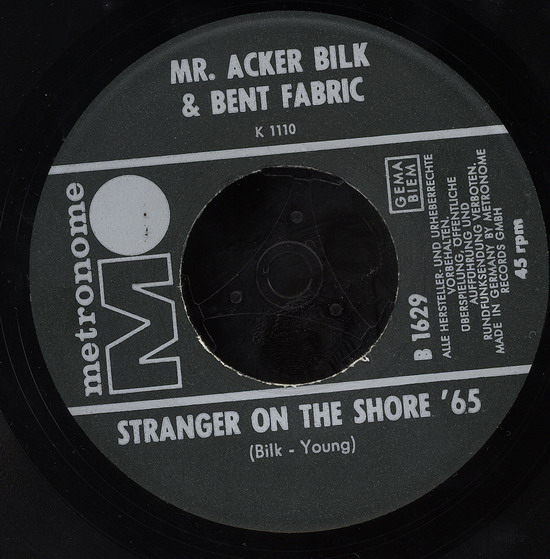 MR. ACKER BILK
& BENT FABRIC
K 1110
metronome
M
GEMA
BIEM
B 1629
ALLE HERSTELLER- UND URHEBERRECHTE
VORBEHALTEN.
ÜBERSPIELUNG, ÖFFENTLICHE
AUFFÜHRUNG UND
RUNDFUNKSENDUNG VERBOTEN.
MADE IN GERMANY BY METRONOME
RECORDS GMBH
45 rpm
STRANGER ON THE SHORE '65
(Bilk - Young)